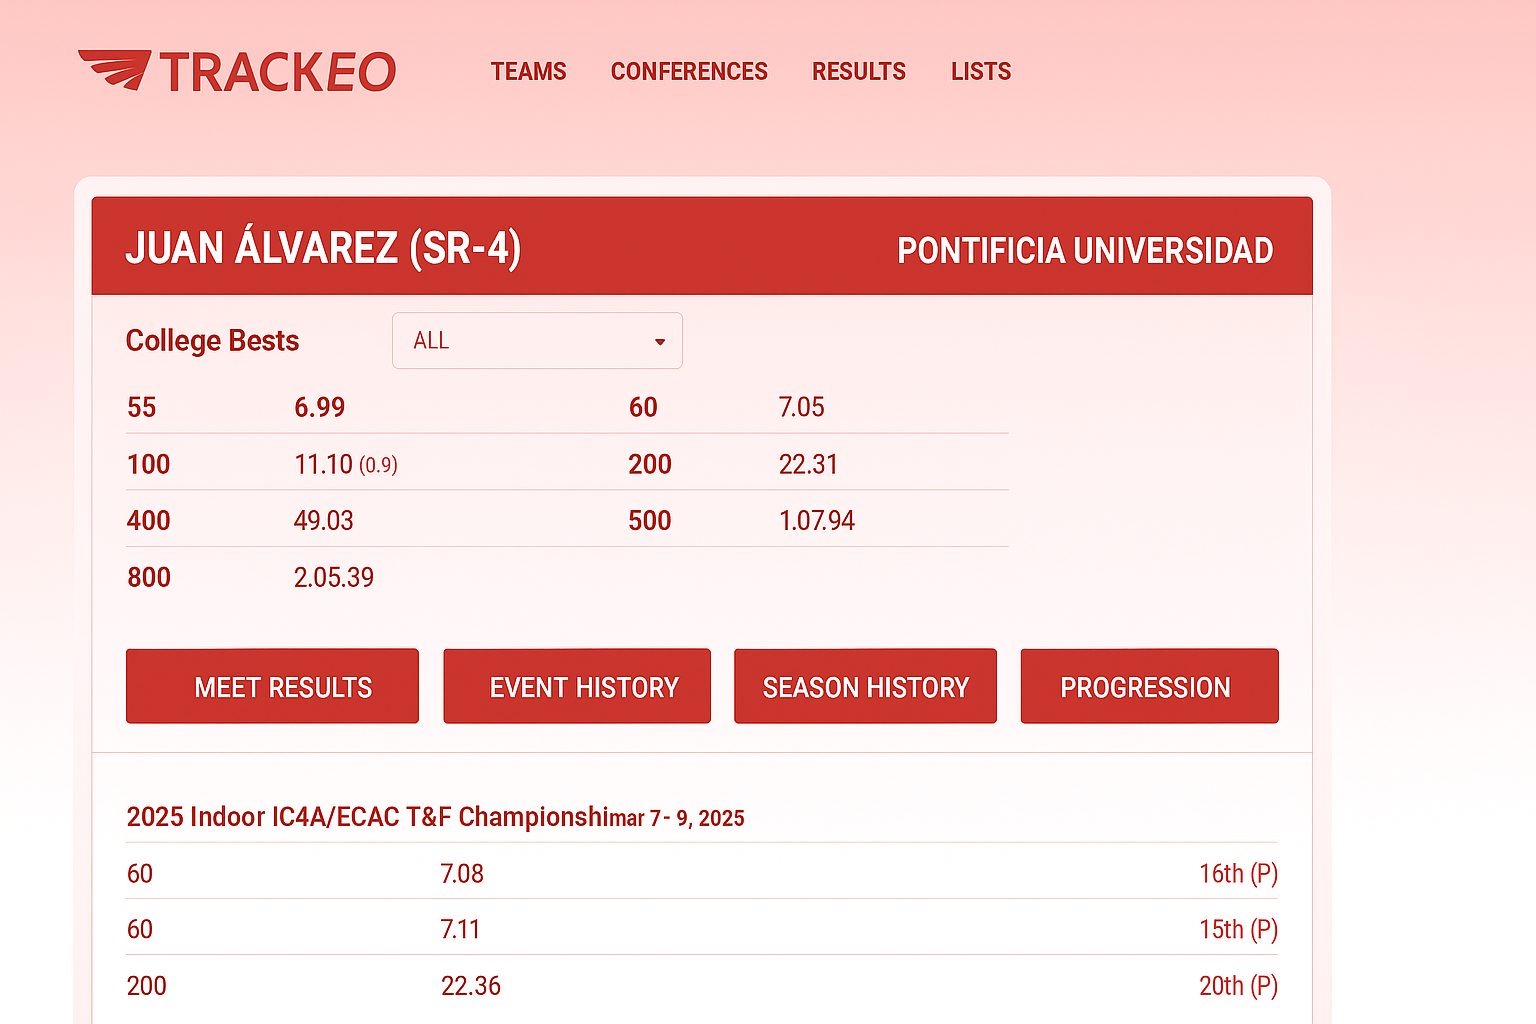 TRACKEO TEAMS CONFERENCES RESULTS LISTS
JUAN ÁLVAREZ (SR-4) PONTIFICIA UNIVERSIDAD
College Bests ALL
55 6.99 60 7.05
100 11.10 (0.9) 200 22.31
400 49.03 500 1.07.94
800 2.05.39
MEET RESULTS EVENT HISTORY SEASON HISTORY PROGRESSION
2025 Indoor IC4A/ECAC T&F Championshimar 7- 9, 2025
60 7.08 16th (P)
60 7.11 15th (P)
200 22.36 20th (P)